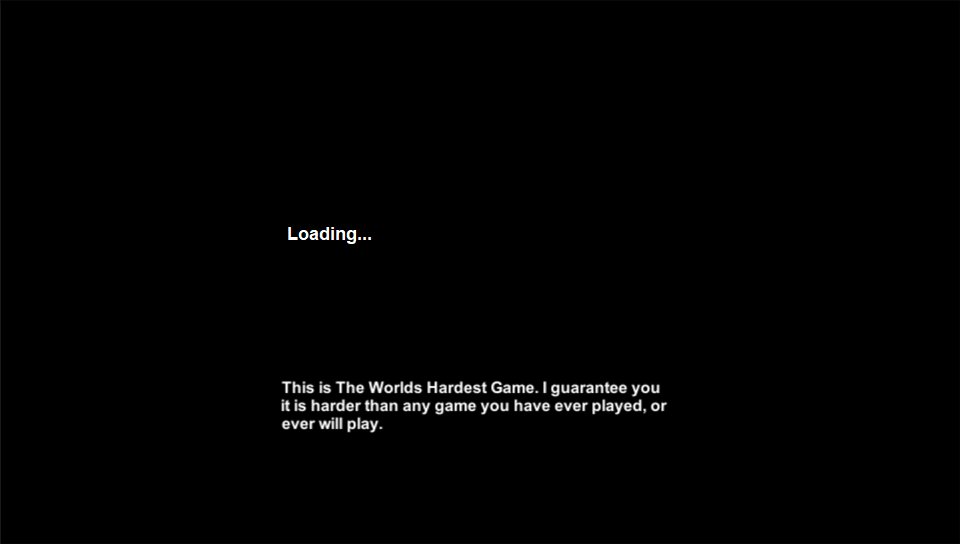 Loading...
This is The Worlds Hardest Game. I guarantee you
it is harder than any game you have ever played, or
ever will play.